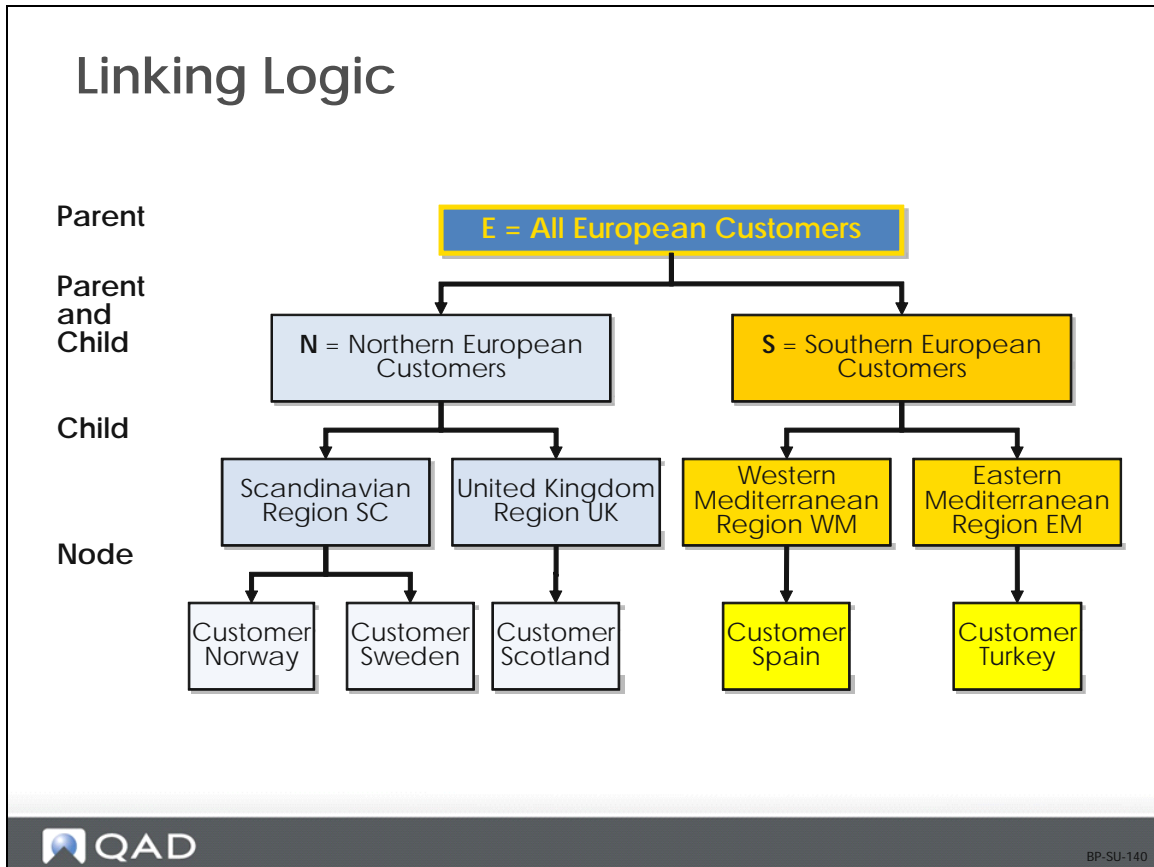 Linking Logic
Parent
E = All European Customers
Parent
and
Child
N = Northern European
Customers
S = Southern European
Customers
Child
Scandinavian
Region SC
United Kingdom
Region UK
Western
Mediterranean
Region WM
Eastern
Mediterranean
Region EM
Node
Customer
Norway
Customer
Sweden
Customer
Scotland
Customer
Spain
Customer
Turkey
QAD
BP-SU-140